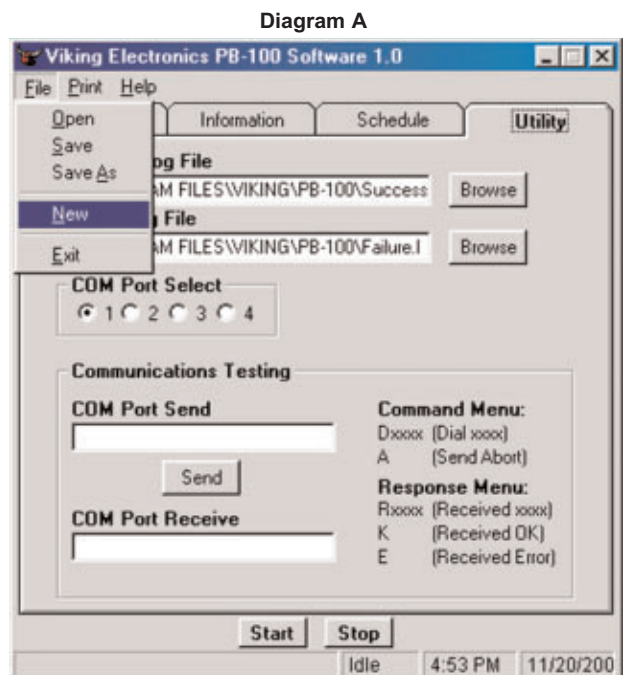 Diagram A
Viking Electronics PB-100 Software 1.0
File Print Help
Open
Save
Save As
New
Exit
Information Schedule Utility
og File
AM FILES\VIKING\PB-100\Success Browse
File
AM FILES\VIKING\PB-100\Failure.l Browse
COM Port Select
1 2 3 4
Communications Testing
COM Port Send
Send
COM Port Receive
Command Menu:
Dxxxx (Dial xxxx)
A (Send Abort)
Response Menu:
Rxxxx (Received xxxx)
K (Received OK)
E (Received Error)
Start Stop
Idle 4:53 PM 11/20/200